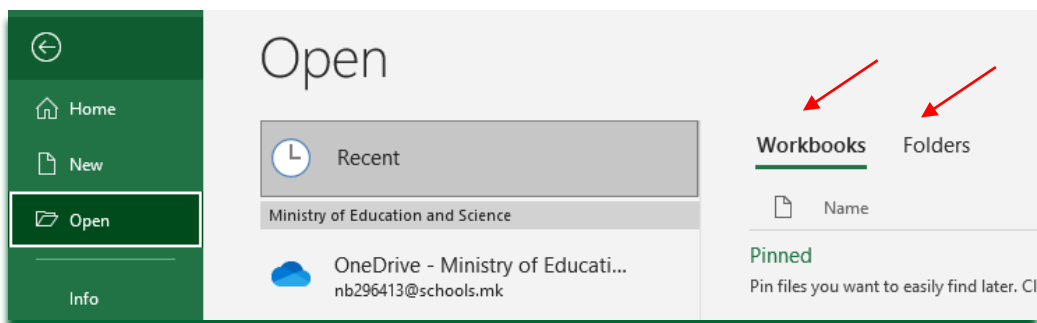 Home
New
Open
Info
Open
Recent
Ministry of Education and Science
OneDrive - Ministry of Educati...
nb296413@schools.mk
Workbooks Folders
Name
Pinned
Pin files you want to easily find later. Cl